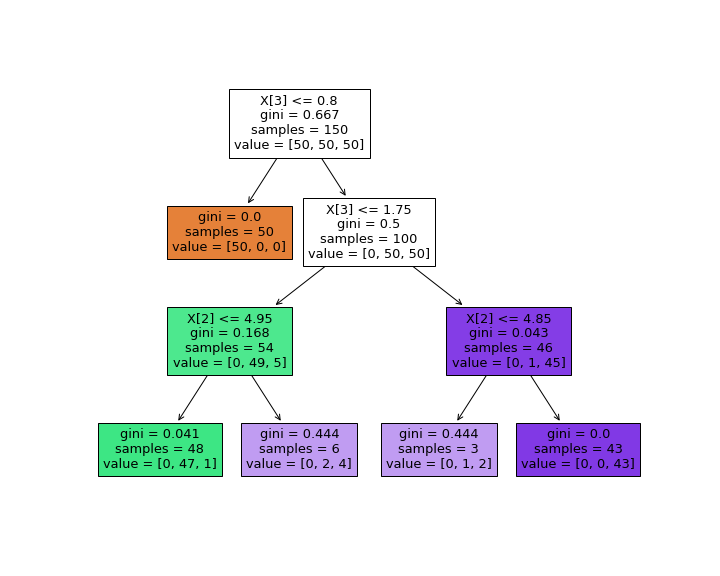 X[3] <= 0.8
gini = 0.667
samples = 150
value = [50, 50, 50]
gini = 0.0
samples = 50
value = [50, 0, 0]
X[3] <= 1.75
gini = 0.5
samples = 100
value = [0, 50, 50]
X[2] <= 4.95
gini = 0.168
samples = 54
value = [0, 49, 5]
X[2] <= 4.85
gini = 0.043
samples = 46
value = [0, 1, 45]
gini = 0.041
samples = 48
value = [0, 47, 1]
gini = 0.444
samples = 6
value = [0, 2, 4]
gini = 0.444
samples = 3
value = [0, 1, 2]
gini = 0.0
samples = 43
value = [0, 0, 43]